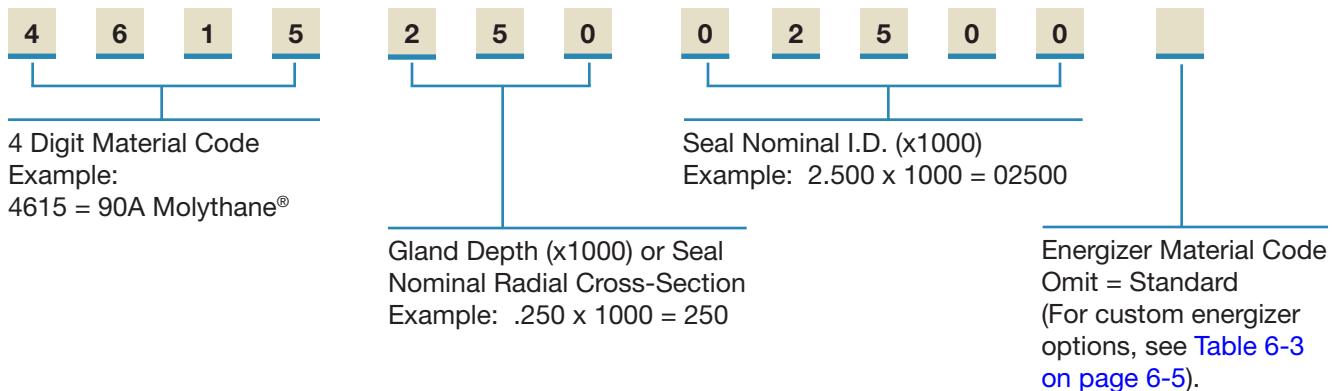 4 6 1 5 2 5 0 0 2 5 0 0
4 Digit Material Code
Example:
4615 = 90A Molythane®
Gland Depth (x1000) or Seal
Nominal Radial Cross-Section
Example: .250 x 1000 = 250
Seal Nominal I.D. (x1000)
Example: 2.500 x 1000 = 02500
Energizer Material Code
Omit = Standard
(For custom energizer
options, see Table 6-3
on page 6-5).